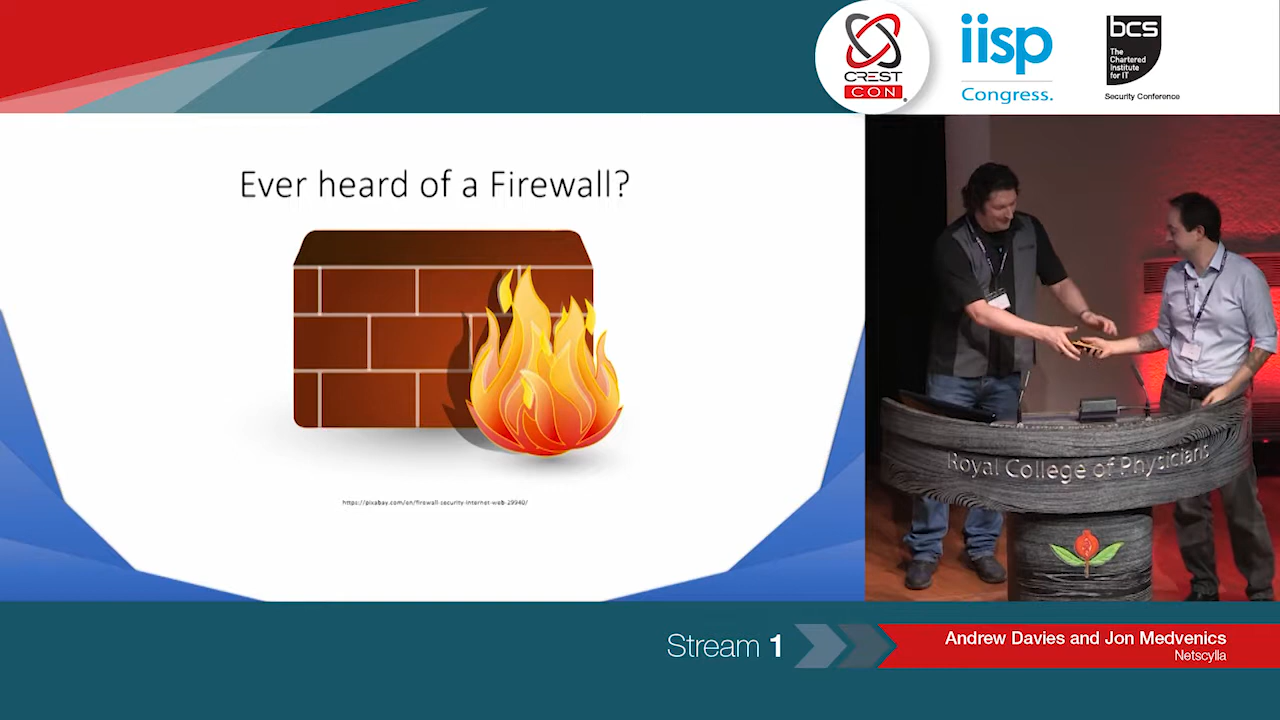 CREST
CON
iisp
Congress.
bcs
The
Chartered
Institute
for IT
Security Conference
Ever heard of a Firewall?
https://pixabay.com/en/firewall-security-internet-web-29940/
Royal College of Physicians
Stream 1
Andrew Davies and Jon Medvenics
Netscylla